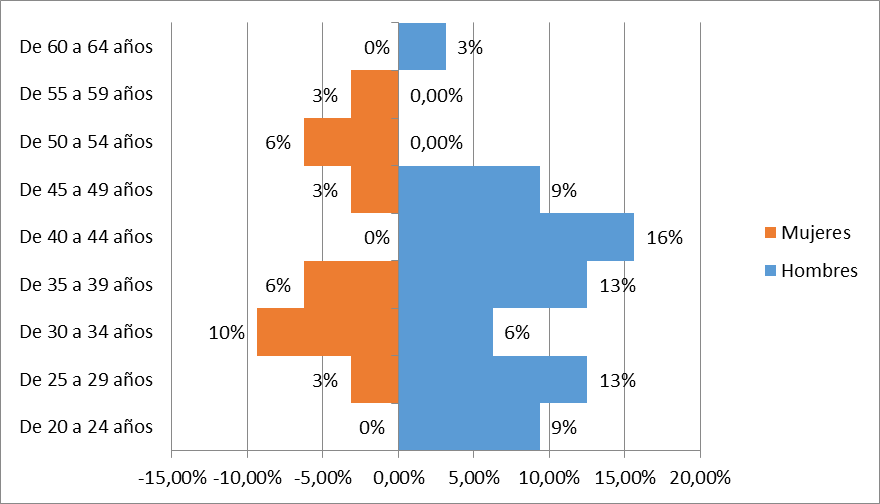 De 60 a 64 años 0% 3%
De 55 a 59 años 3% 0,00%
De 50 a 54 años 6% 0,00%
De 45 a 49 años 3% 9%
De 40 a 44 años 0% 16%
De 35 a 39 años 6% 13%
De 30 a 34 años 10% 6%
De 25 a 29 años 3% 13%
De 20 a 24 años 0% 9%
-15,00% -10,00% -5,00% 0,00% 5,00% 10,00% 15,00% 20,00%
Mujeres
Hombres